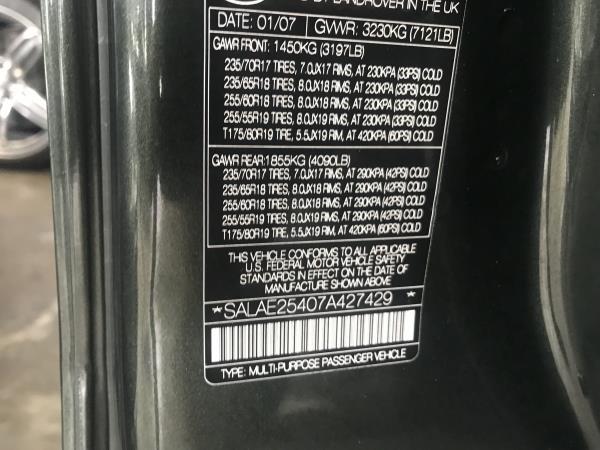 BY LANDROVER IN THE UK
DATE: 01/07 GVWR: 3230KG (7121LB)
GAWR FRONT: 1450KG (3197LB)
235/70R17 TIRES, 7.0JX17 RIMS, AT 230KPA (33PSI) COLD
235/65R18 TIRES, 8.0JX18 RIMS, AT 230KPA (33PSI) COLD
255/60R18 TIRES, 8.0JX18 RIMS, AT 230KPA (33PSI) COLD
255/55R19 TIRES, 8.0JX19 RIMS, AT 230KPA (33PSI) COLD
T175/80R19 TIRE, 5.5JX19 RIM, AT 420KPA (60PSI) COLD
GAWR REAR:1855KG (4090LB)
235/70R17 TIRES, 7.0JX17 RIMS, AT 290KPA (42PSI) COLD
235/65R18 TIRES, 8.0JX18 RIMS, AT 290KPA (42PSI) COLD
255/60R18 TIRES, 8.0JX18 RIMS, AT 290KPA (42PSI) COLD
255/55R19 TIRES, 8.0JX19 RIMS, AT 290KPA (42PSI) COLD
T175/80R19 TIRE, 5.5JX19 RIM, AT 420KPA (60PSI) COLD
THIS VEHICLE CONFORMS TO ALL APPLICABLE
U.S. FEDERAL MOTOR VEHICLE SAFETY
STANDARDS IN EFFECT ON THE DATE OF
MANUFACTURE SHOWN ABOVE
*SALAE25407A427429*
TYPE: MULTI-PURPOSE PASSENGER VEHICLE